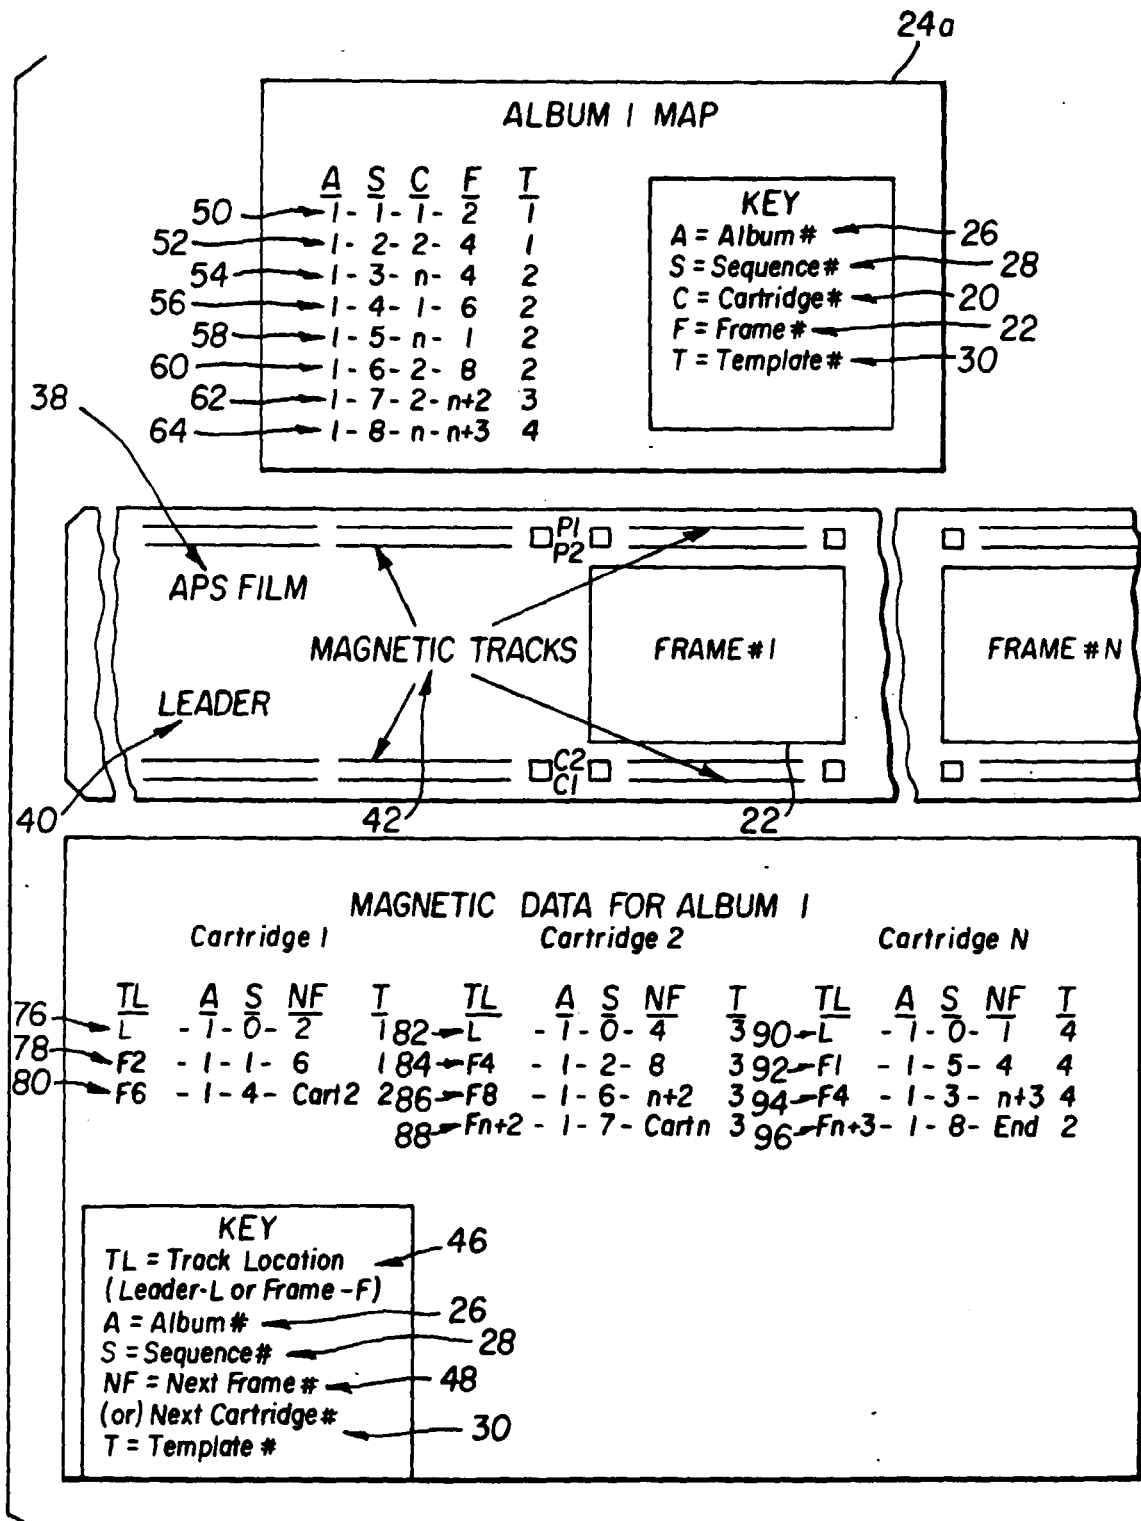 24a
ALBUM 1 MAP
A S C F T
50 1- 1- 1- 2 1
52 1- 2- 2- 4 1
54 1- 3- n- 4 2
56 1- 4- 1- 6 2
58 1- 5- n- 1 2
60 1- 6- 2- 8 2
62 1- 7- 2- n+2 3
64 1- 8- n- n+3 4
KEY
A = Album # 26
S = Sequence # 28
C = Cartridge # 20
F = Frame # 22
T = Template # 30
38
P1
P2
APS FILM
MAGNETIC TRACKS
FRAME #1
FRAME #N
LEADER
C2
C1
40
42
22
MAGNETIC DATA FOR ALBUM 1
Cartridge 1 Cartridge 2 Cartridge N
TL A S NF T TL A S NF T TL A S NF T
76 L - 1- 0- 2 1 82 L - 1- 0- 4 3 90 L - 1- 0- 1 4
78 F2 - 1- 1- 6 1 84 F4 - 1- 2- 8 3 92 F1 - 1- 5- 4 4
80 F6 - 1- 4- Cart2 2 86 F8 - 1- 6- n+2 3 94 F4 - 1- 3- n+3 4
88 Fn+2 - 1- 7- Cartn 3 96 Fn+3- 1- 8- End 2
KEY
TL = Track Location 46
(Leader-L or Frame-F)
A = Album # 26
S = Sequence # 28
NF = Next Frame # 48
(or) Next Cartridge #
T = Template # 30